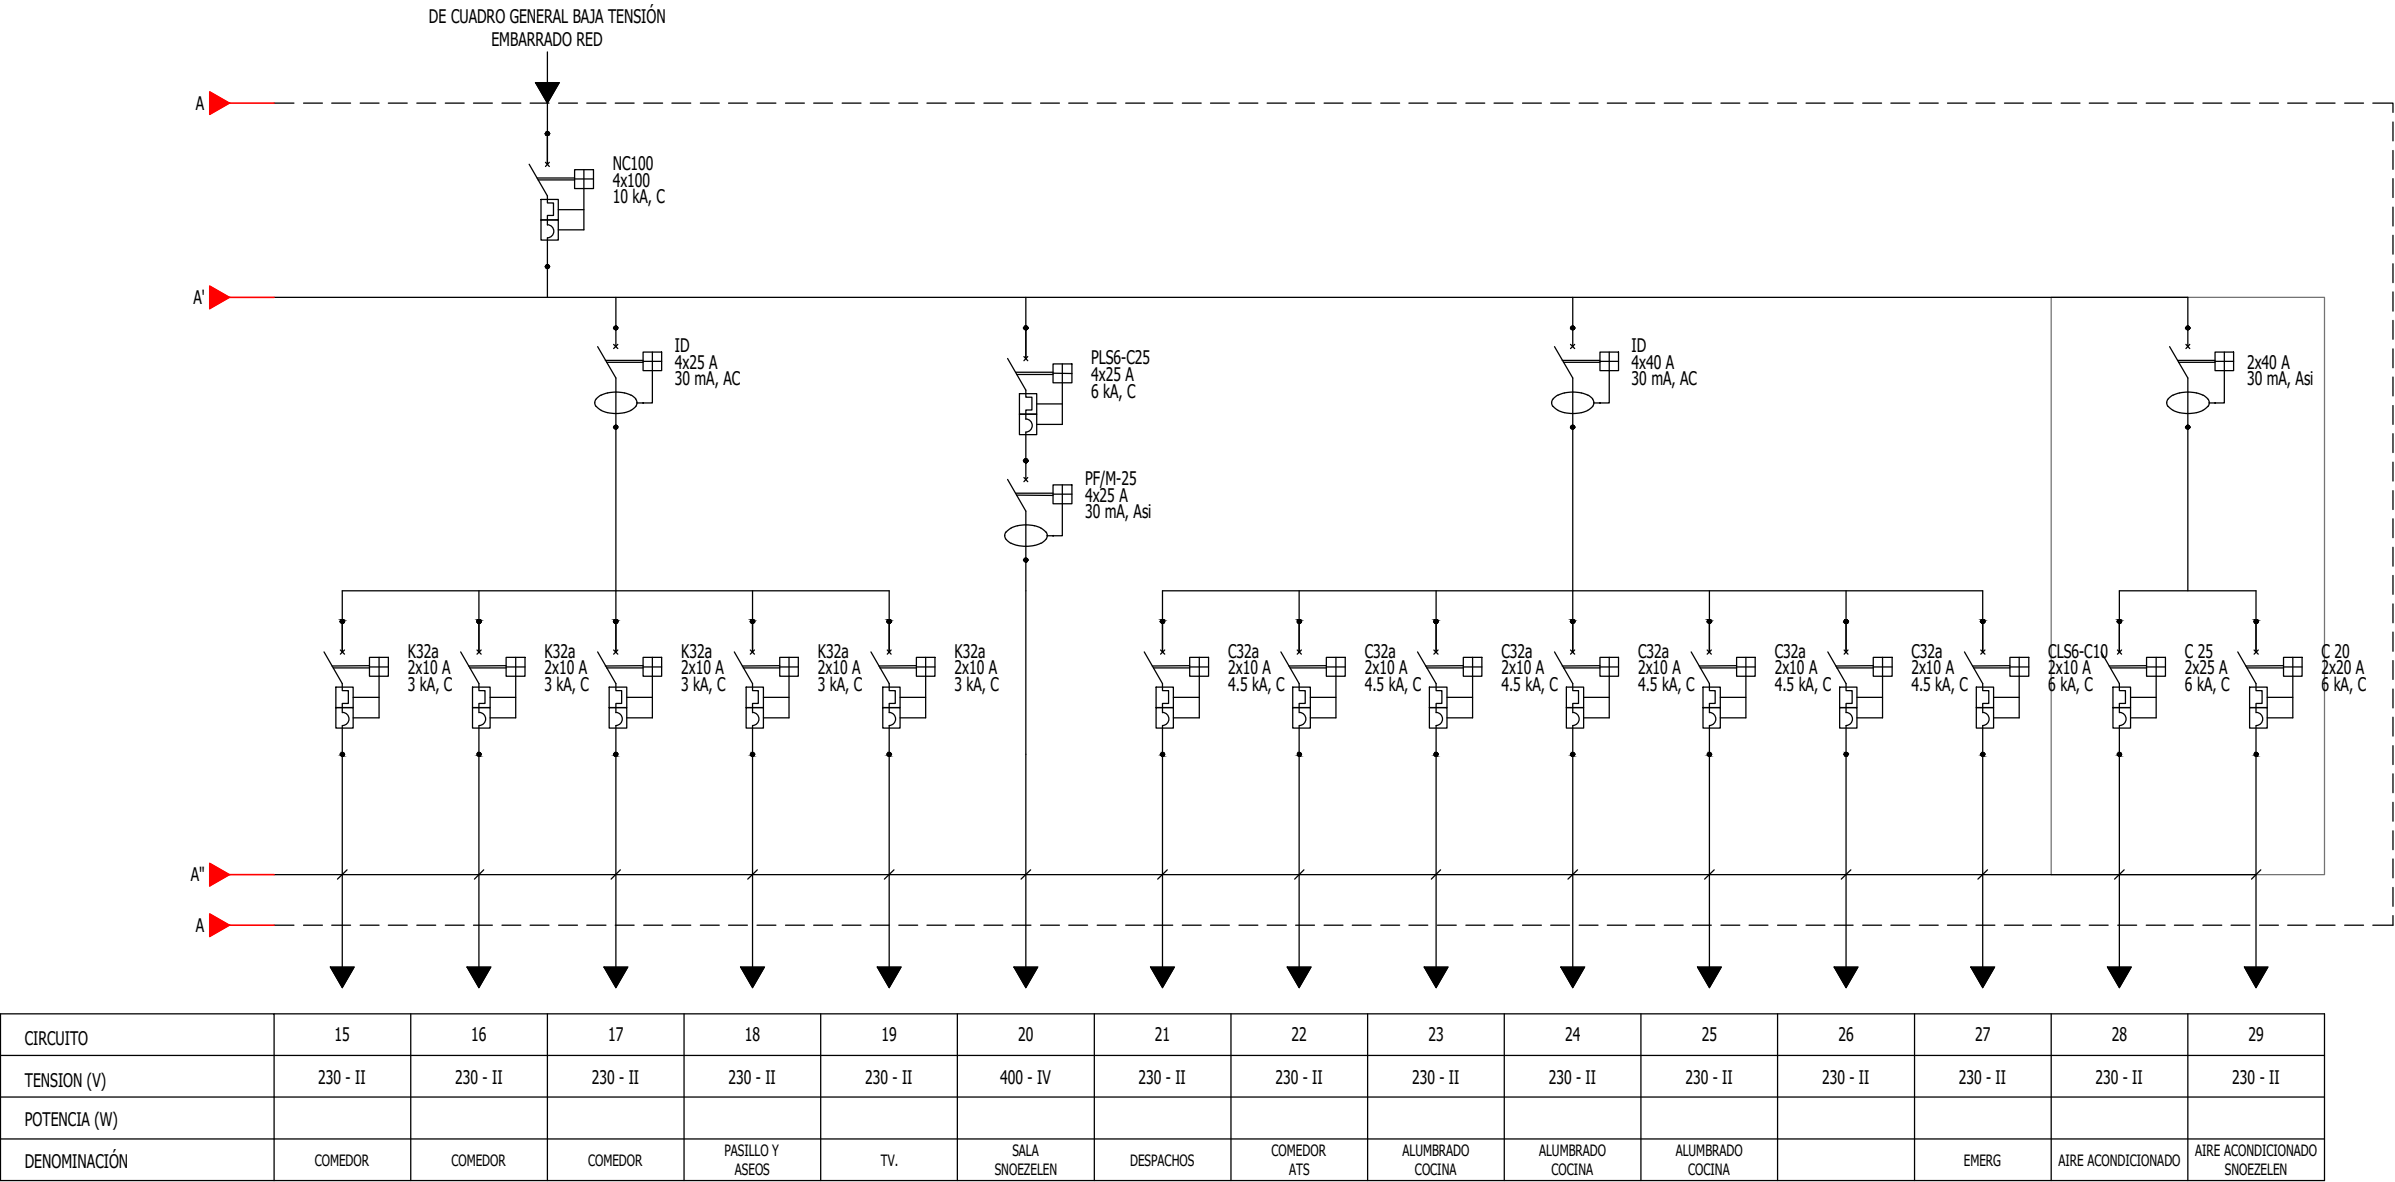 DE CUADRO GENERAL BAJA TENSIÓN
EMBARRADO RED
A
NC100
4x100
10 kA, C
A'
ID
4x25 A
30 mA, AC
PLS6-C25
4x25 A
6 kA, C
PF/M-25
4x25 A
30 mA, Asi
ID
4x40 A
30 mA, AC
2x40 A
30 mA, Asi
K32a
2x10 A
3 kA, C
K32a
2x10 A
3 kA, C
K32a
2x10 A
3 kA, C
K32a
2x10 A
3 kA, C
K32a
2x10 A
3 kA, C
C32a
2x10 A
4.5 kA, C
C32a
2x10 A
4.5 kA, C
C32a
2x10 A
4.5 kA, C
C32a
2x10 A
4.5 kA, C
C32a
2x10 A
4.5 kA, C
C32a
2x10 A
4.5 kA, C
CLS6-C10
2x10 A
6 kA, C
C 25
2x25 A
6 kA, C
C 20
2x20 A
6 kA, C
A"
A
CIRCUITO 15 16 17 18 19 20 21 22 23 24 25 26 27 28 29
TENSION (V) 230 - II 230 - II 230 - II 230 - II 230 - II 400 - IV 230 - II 230 - II 230 - II 230 - II 230 - II 230 - II 230 - II 230 - II 230 - II
POTENCIA (W)
DENOMINACIÓN
COMEDOR
COMEDOR
COMEDOR
PASILLO Y
ASEOS
TV.
SALA
SNOEZELEN
DESPACHOS
COMEDOR
ATS
ALUMBRADO
COCINA
ALUMBRADO
COCINA
ALUMBRADO
COCINA
EMERG
AIRE ACONDICIONADO
AIRE ACONDICIONADO
SNOEZELEN